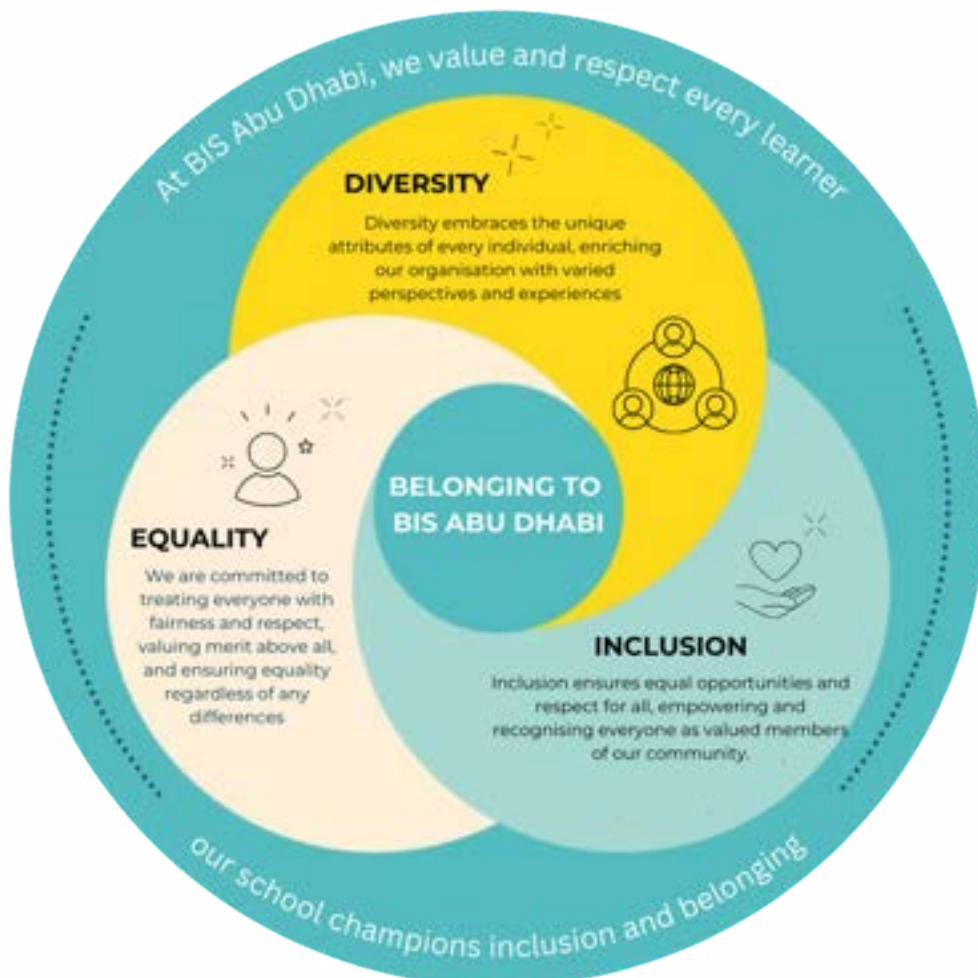 At BIS Abu Dhabi, we value and respect every learner
DIVERSITY
Diversity embraces the unique
attributes of every individual, enriching
our organisation with varied
perspectives and experiences
BELONGING TO
BIS ABU DHABI
EQUALITY
We are committed to
treating everyone with
fairness and respect,
valuing merit above all,
and ensuring equality
regardless of any
differences
INCLUSION
Inclusion ensures equal opportunities and
respect for all, empowering and
recognising everyone as valued members
of our community.
our school champions inclusion and belonging